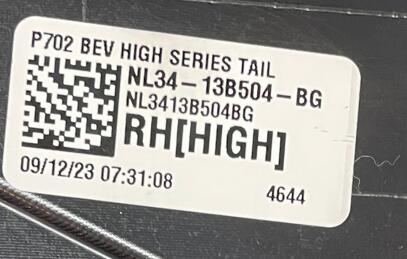 P702 BEV HIGH SERIES TAIL
NL34-13B504-BG
NL3413B504BG
RH[HIGH]
09/12/23 07:31:08
4644